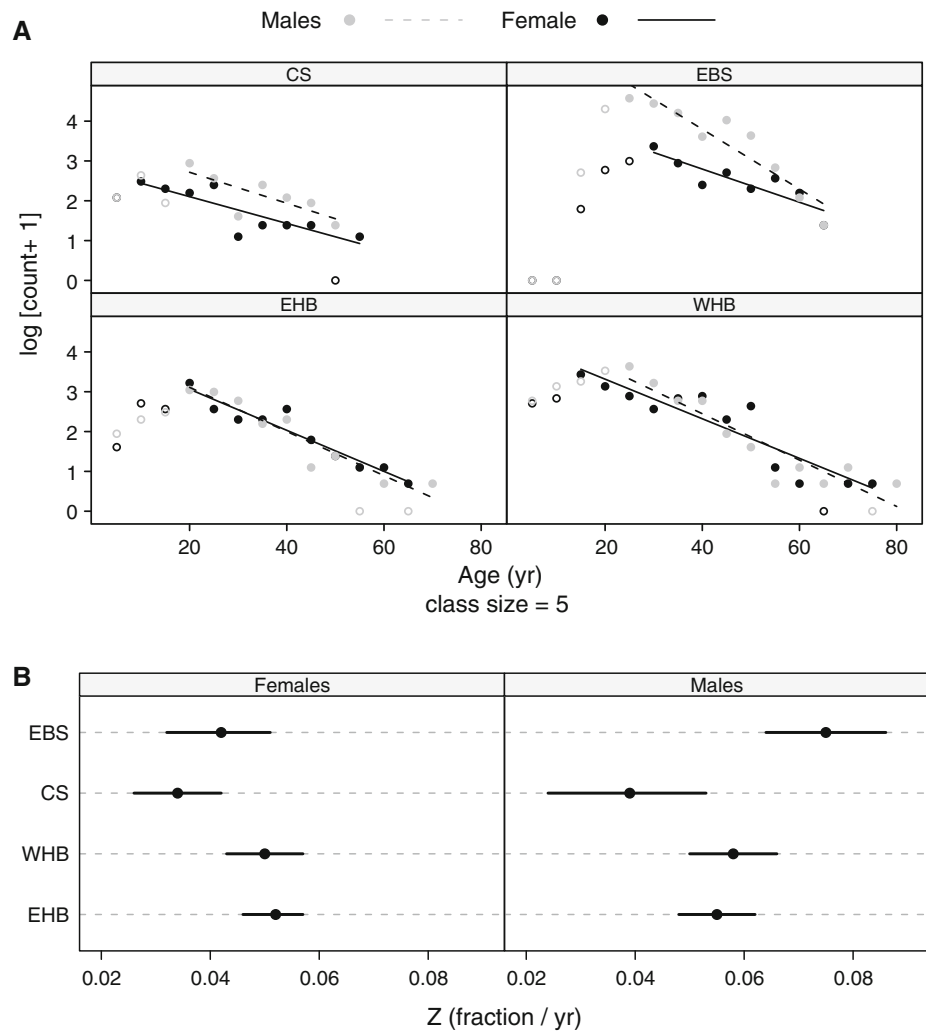 A
Males Female
CS EBS
4
3
2
1
0
EHB WHB
4
3
2
1
0
log [count+ 1]
20 40 60 80 20 40 60 80
Age (yr)
class size = 5
B
Females Males
EBS
CS
WHB
EHB
0.02 0.04 0.06 0.08 0.02 0.04 0.06 0.08
Z (fraction / yr)